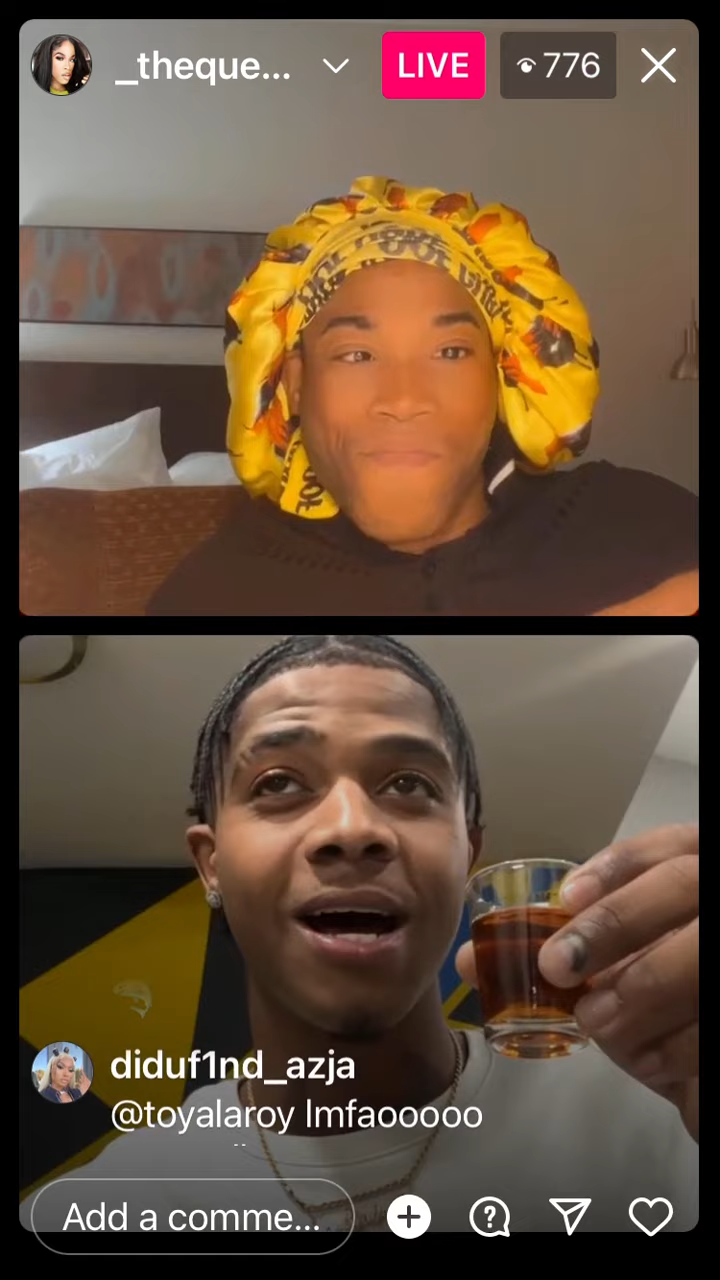 _theque...
LIVE
776
diduf1nd_azja
@toyalaroy lmfaooooo
Add a comme...